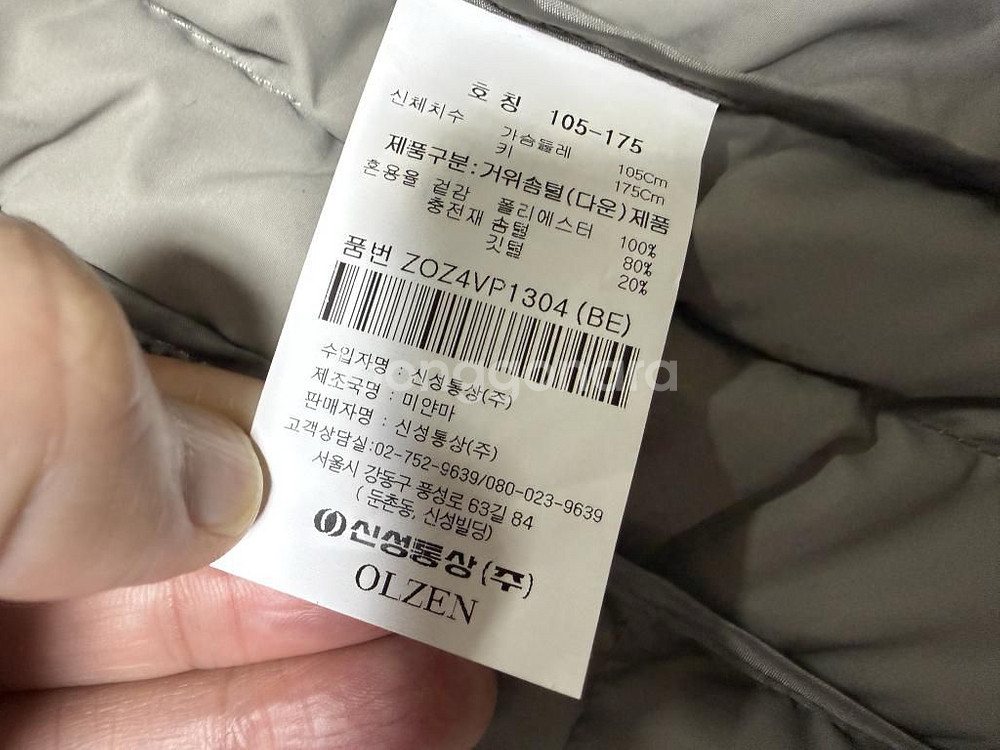 호 칭 105-175
신체치수 가슴둘레 105Cm
키 175Cm
제품구분:거위솜털(다운)제품
혼용율 겉감 폴리에스터 100%
충전재 솜털 80%
깃털 20%
품번 ZOZ4VP1304(BE)
수입자명 : 신성통상(주)
제조국명 : 미얀마
판매자명 : 신성통상(주)
고객상담실:02-752-9639/080-023-9639
서울시 강동구 풍성로 63길 84
( 둔촌동, 신성빌딩)
신성통상(주)
OLZEN